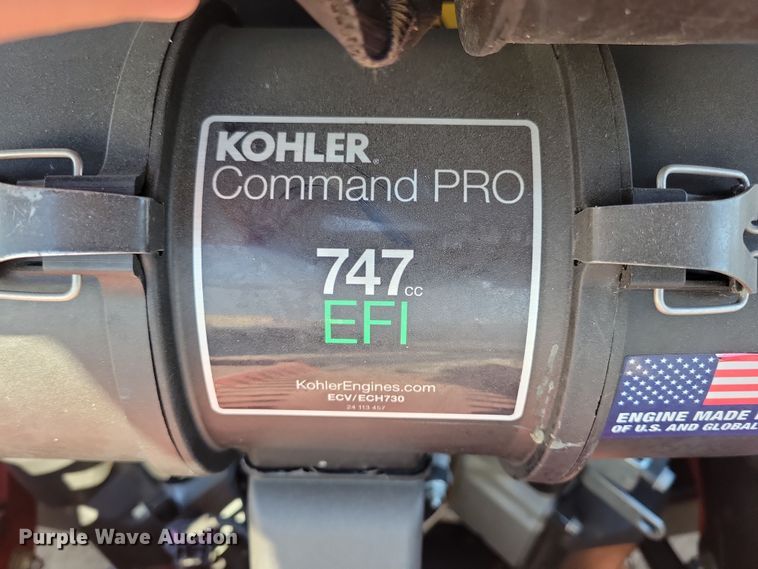 KOHLER®
Command PRO
747cc
EFI
KohlerEngines.com
ECV/ECH730
24 113 457
ENGINE MADE
OF U.S. AND GLOBAL
Purple Wave Auction